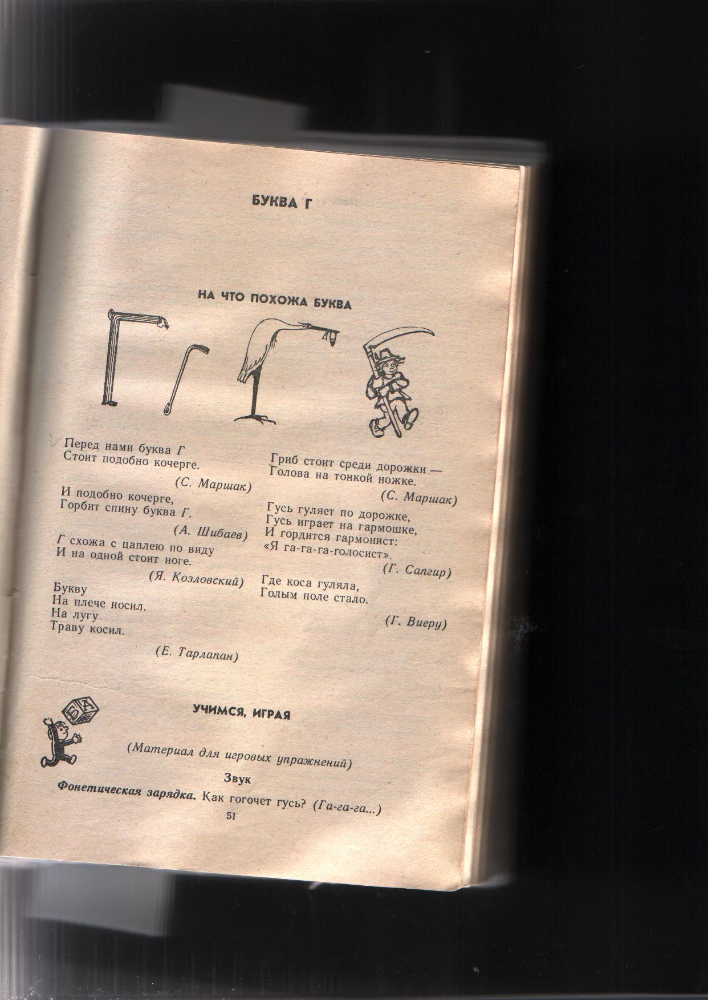 БУКВА Г
НА ЧТО ПОХОЖА БУКВА
Перед нами буква Г
Стоит подобно кочерге.
(С. Маршак)
И подобно кочерге,
Горбит спину буква Г.
(А. Шибаев)
Г схожа с цаплею по виду
И на одной стоит ноге.
(Я. Козловский)
Букву
На плече носил.
На лугу
Траву косил.
(Е. Тарлапан)
Гриб стоит среди дорожки —
Голова на тонкой ножке.
(С. Маршак)
Гусь гуляет по дорожке,
Гусь играет на гармошке,
И гордится гармонист:
«Я га-га-га-голосист».
(Г. Сапгир)
Где коса гуляла,
Голым поле стало.
(Г. Виеру)
Б А
УЧИМСЯ, ИГРАЯ
(Материал для игровых упражнений)
Звук
Фонетическая зарядка. Как гогочет гусь? (Га-га-га...)
51